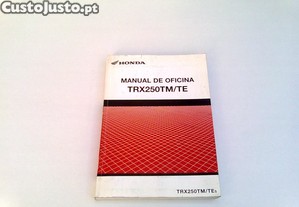 CustoJusto.pt
HONDA
MANUAL DE OFICINA
TRX250TM/TE
TRX250TM/TE